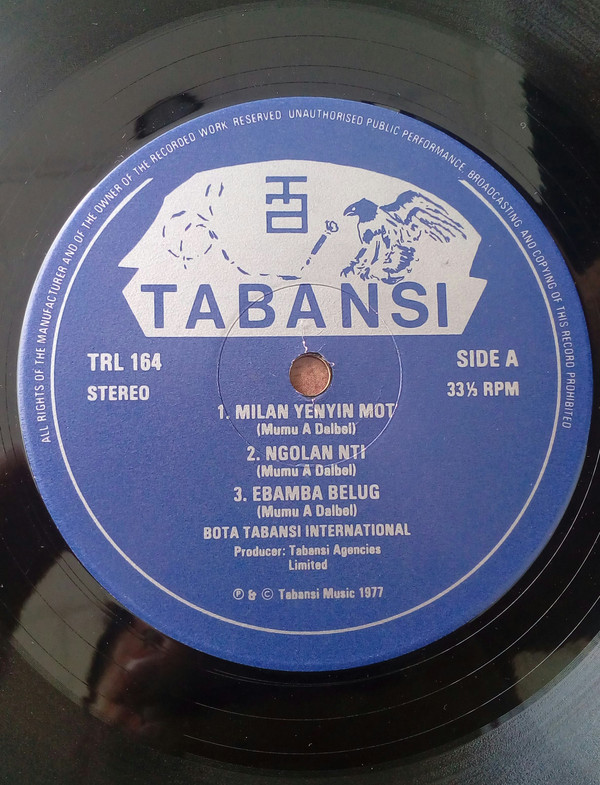 ALL RIGHTS OF THE MANUFACTURER AND OF THE OWNER OF THE RECORDED WORK RESERVED UNAUTHORISED PUBLIC PERFORMANCE, BROADCASTING AND COPYING OF THIS RECORD PROHIBITED
TABANSI
TRL 164
SIDE A
STEREO
33⅓ RPM
1. MILAN YENYIN MOT
(Mumu A Dalbel)
2. NGOLAN NTI
(Mumu A Dalbel)
3. EBAMBA BELUG
(Mumu A Dalbel)
BOTA TABANSI INTERNATIONAL
Producer: Tabansi Agencies
Limited
℗ & © Tabansi Music 1977